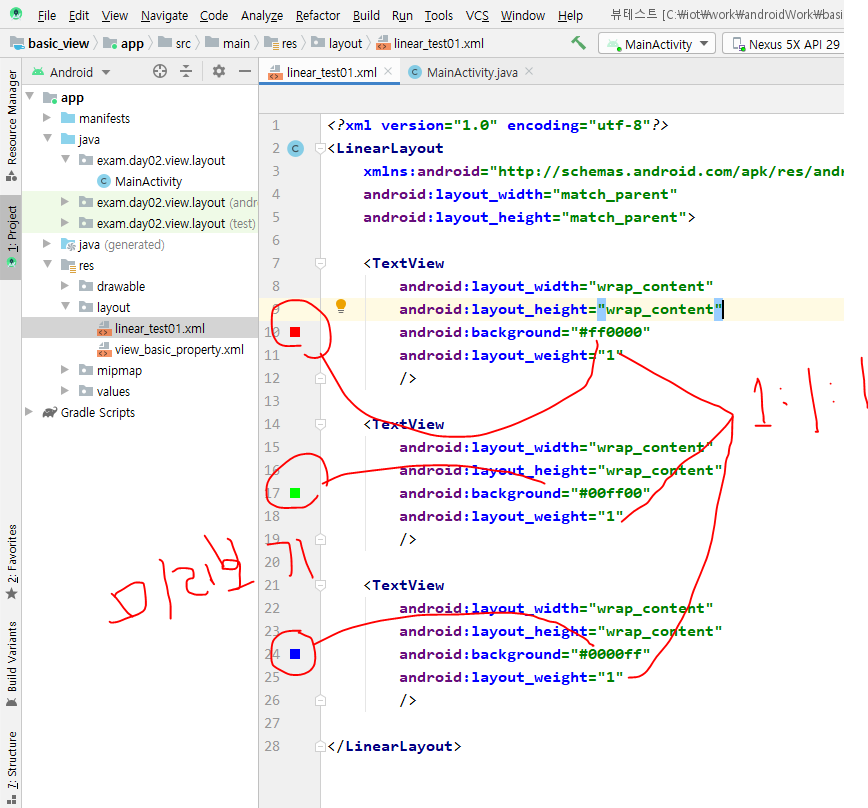 File Edit View Navigate Code Analyze Refactor Build Run Tools VCS Window Help 뷰테스트 [C:\iot\work\androidWork\basi
basic_view app src main res layout linear_test01.xml MainActivity Nexus 5X API 29
Android linear_test01.xml MainActivity.java
Resource Manager
1: Project
2: Favorites
Build Variants
7: Structure
app
manifests
java
exam.day02.view.layout
MainActivity
exam.day02.view.layout (andr
exam.day02.view.layout (test)
java (generated)
res
drawable
layout
linear_test01.xml
view_basic_property.xml
mipmap
values
Gradle Scripts
1 <?xml version="1.0" encoding="utf-8"?>
2 <LinearLayout
3 xmlns:android="http://schemas.android.com/apk/res/andr
4 android:layout_width="match_parent"
5 android:layout_height="match_parent">
6
7 <TextView
8 android:layout_width="wrap_content"
9 android:layout_height="wrap_content"
10 android:background="#ff0000"
11 android:layout_weight="1"
12 />
13
14 <TextView
15 android:layout_width="wrap_content"
16 android:layout_height="wrap_content"
17 android:background="#00ff00"
18 android:layout_weight="1"
19 />
20
21 <TextView
22 android:layout_width="wrap_content"
23 android:layout_height="wrap_content"
24 android:background="#0000ff"
25 android:layout_weight="1"
26 />
27
28 </LinearLayout>
1:1:1
미리보기